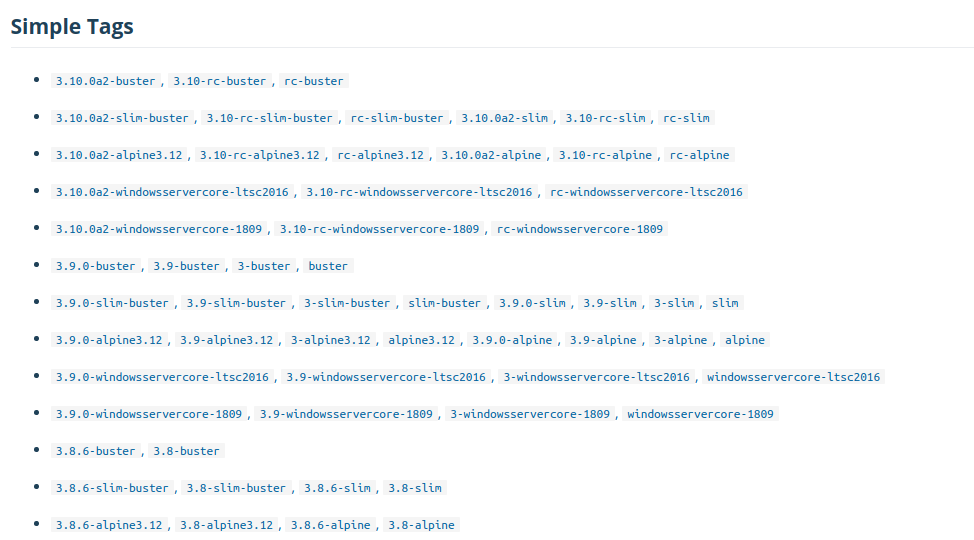 Simple Tags
3.10.0a2-buster, 3.10-rc-buster, rc-buster
3.10.0a2-slim-buster, 3.10-rc-slim-buster, rc-slim-buster, 3.10.0a2-slim, 3.10-rc-slim, rc-slim
3.10.0a2-alpine3.12, 3.10-rc-alpine3.12, rc-alpine3.12, 3.10.0a2-alpine, 3.10-rc-alpine, rc-alpine
3.10.0a2-windowsservercore-ltsc2016, 3.10-rc-windowsservercore-ltsc2016, rc-windowsservercore-ltsc2016
3.10.0a2-windowsservercore-1809, 3.10-rc-windowsservercore-1809, rc-windowsservercore-1809
3.9.0-buster, 3.9-buster, 3-buster, buster
3.9.0-slim-buster, 3.9-slim-buster, 3-slim-buster, slim-buster, 3.9.0-slim, 3.9-slim, 3-slim, slim
3.9.0-alpine3.12, 3.9-alpine3.12, 3-alpine3.12, alpine3.12, 3.9.0-alpine, 3.9-alpine, 3-alpine, alpine
3.9.0-windowsservercore-ltsc2016, 3.9-windowsservercore-ltsc2016, 3-windowsservercore-ltsc2016, windowsservercore-ltsc2016
3.9.0-windowsservercore-1809, 3.9-windowsservercore-1809, 3-windowsservercore-1809, windowsservercore-1809
3.8.6-buster, 3.8-buster
3.8.6-slim-buster, 3.8-slim-buster, 3.8.6-slim, 3.8-slim
3.8.6-alpine3.12, 3.8-alpine3.12, 3.8.6-alpine, 3.8-alpine